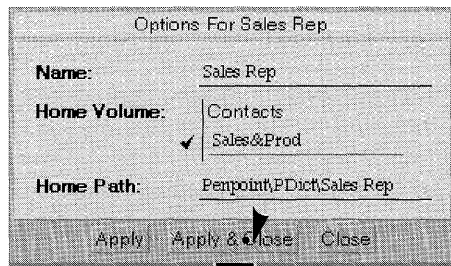 Options For Sales Rep
Name: Sales Rep
Home Volume: Contacts
Sales&Prod
Home Path: Penpoint\PDict\Sales Rep
Apply Apply & Close Close